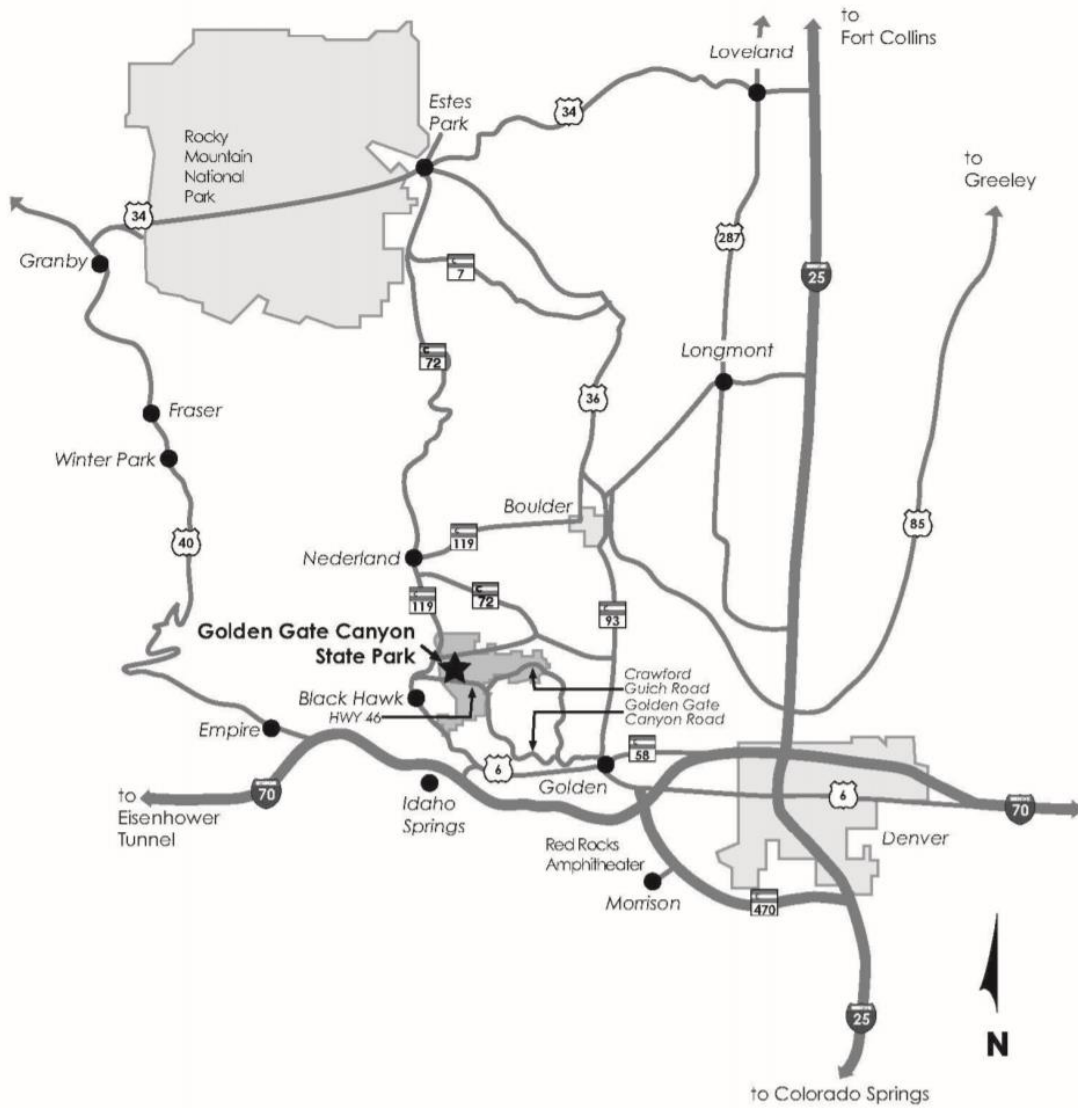 to
Fort Collins
Loveland
Estes
Park
34
Rocky
Mountain
National
Park
to
Greeley
34
287
Granby
7
25
72
Longmont
36
Fraser
Winter Park
Boulder
85
40
119
Nederland
119
72
93
Golden Gate Canyon
State Park
Crawford
Gulch Road
Black Hawk
HWY 46
Golden Gate
Canyon Road
Empire
58
6
Golden
70
to
Eisenhower
Tunnel
Idaho
Springs
6
70
Denver
Red Rocks
Amphitheater
Morrison
470
25
N
to Colorado Springs